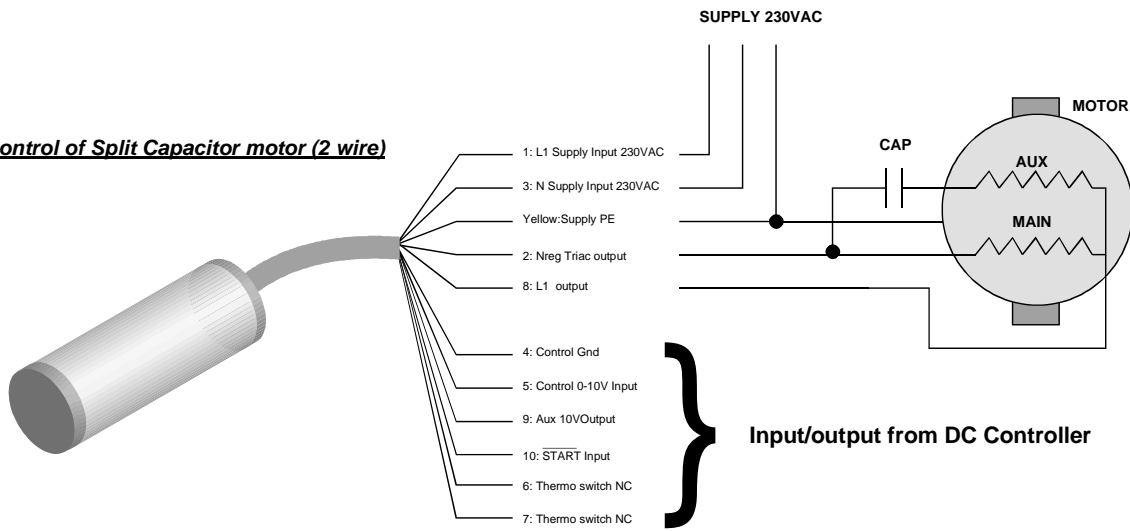 SUPPLY 230VAC
ontrol of Split Capacitor motor (2 wire)
MOTOR
CAP
AUX
MAIN
1: L1 Supply Input 230VAC
3: N Supply Input 230VAC
Yellow:Supply PE
2: Nreg Triac output
8: L1 output
4: Control Gnd
5: Control 0-10V Input
9: Aux 10VOutput
10: START Input
6: Thermo switch NC
7: Thermo switch NC
Input/output from DC Controller